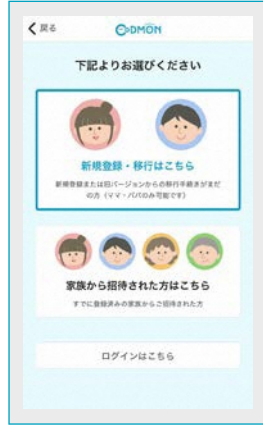 戻る
ODMON
下記よりお選びください
新規登録・移行はこちら
新規登録または旧バージョンからの移行手続きがまだ
の方（ママ・パパのみ可能です）
家族から招待された方はこちら
すでに登録済みの家族からご招待された方
ログインはこちら